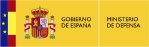 GOBIERNO
DE ESPAÑA
MINISTERIO
DE DEFENSA